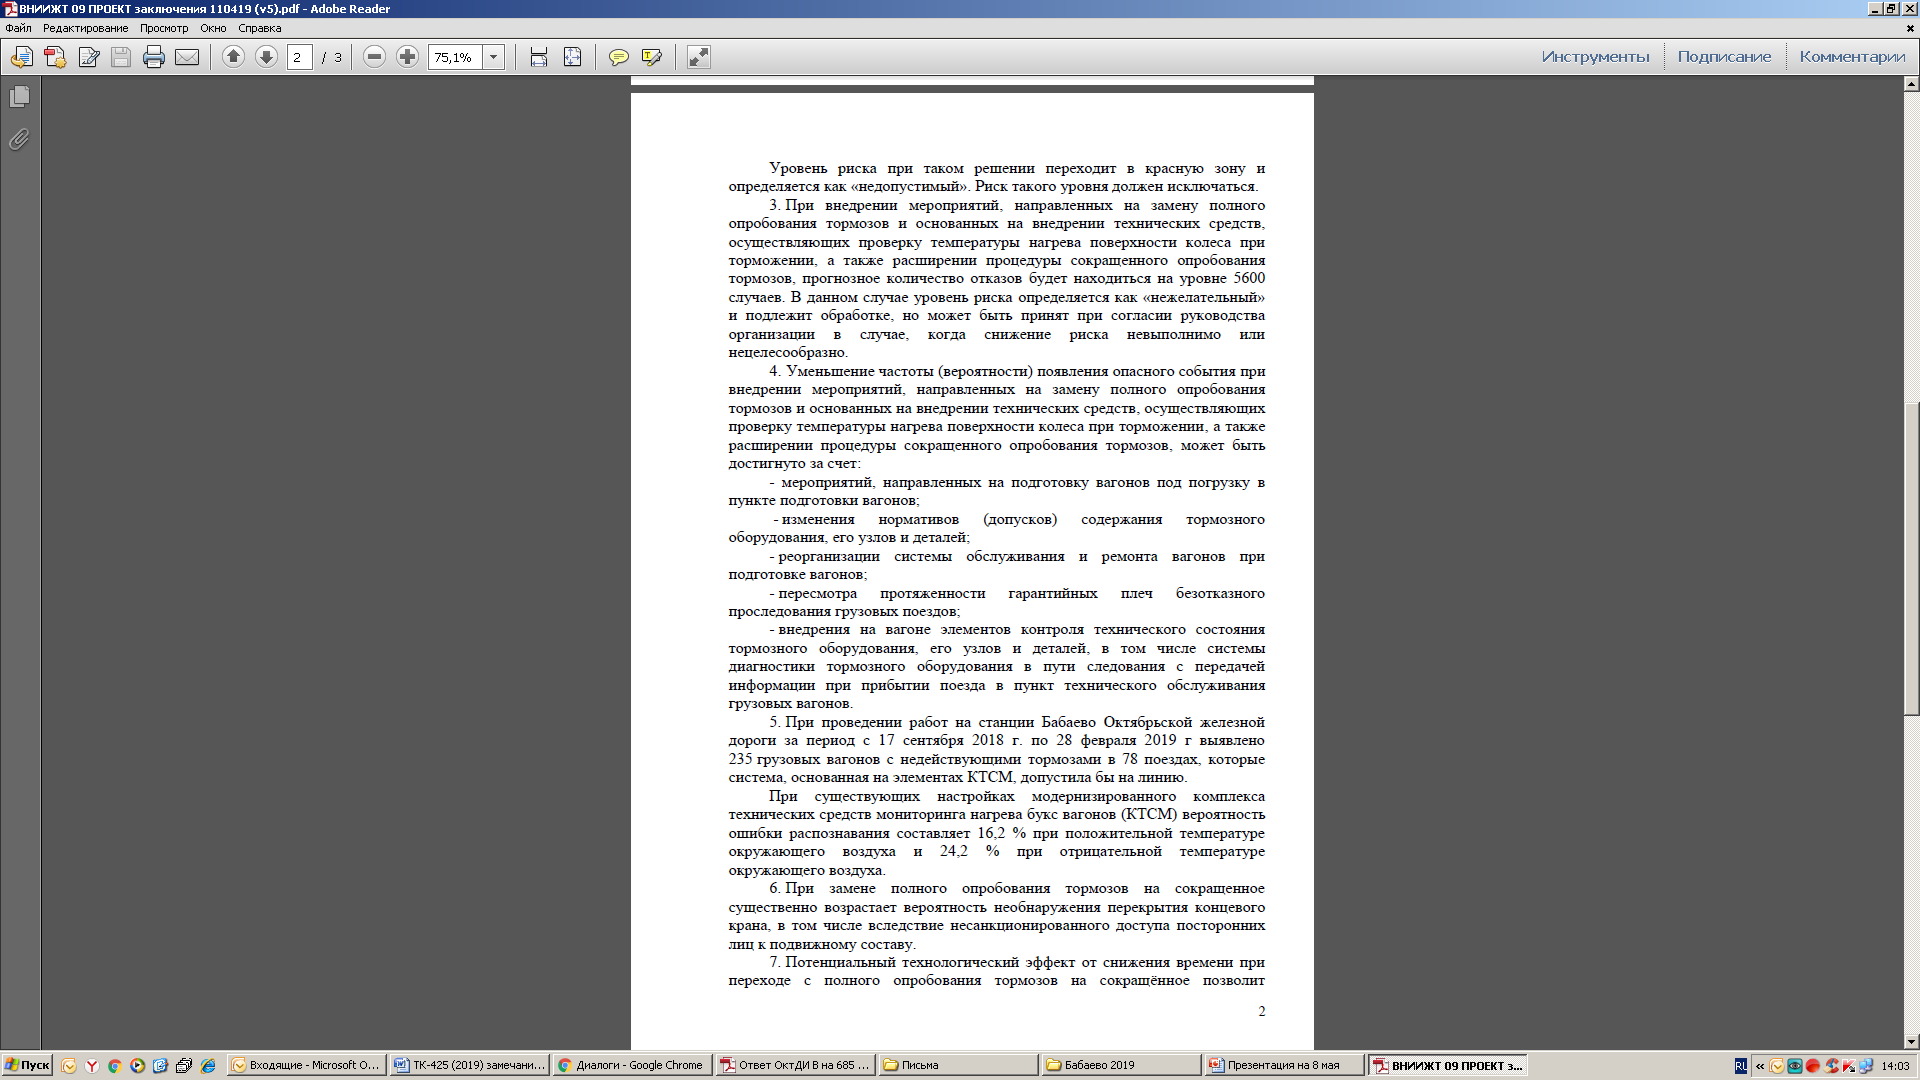 ВНИИЖТ 09 ПРОЕКТ заключения 110419 (v5).pdf - Adobe Reader
Файл Редактирование Просмотр Окно Справка
2 / 3 75,1% Инструменты Подписание Комментарии
Уровень риска при таком решении переходит в красную зону и
определяется как «недопустимый». Риск такого уровня должен исключаться.
3. При внедрении мероприятий, направленных на замену полного
опробования тормозов и основанных на внедрении технических средств,
осуществляющих проверку температуры нагрева поверхности колеса при
торможении, а также расширении процедуры сокращенного опробования
тормозов, прогнозное количество отказов будет находиться на уровне 5600
случаев. В данном случае уровень риска определяется как «нежелательный»
и подлежит обработке, но может быть принят при согласии руководства
организации в случае, когда снижение риска невыполнимо или
нецелесообразно.
4. Уменьшение частоты (вероятности) появления опасного события при
внедрении мероприятий, направленных на замену полного опробования
тормозов и основанных на внедрении технических средств, осуществляющих
проверку температуры нагрева поверхности колеса при торможении, а также
расширении процедуры сокращенного опробования тормозов, может быть
достигнуто за счет:
- мероприятий, направленных на подготовку вагонов под погрузку в
пункте подготовки вагонов;
- изменения нормативов (допусков) содержания тормозного
оборудования, его узлов и деталей;
- реорганизации системы обслуживания и ремонта вагонов при
подготовке вагонов;
- пересмотра протяженности гарантийных плеч безотказного
проследования грузовых поездов;
- внедрения на вагоне элементов контроля технического состояния
тормозного оборудования, его узлов и деталей, в том числе системы
диагностики тормозного оборудования в пути следования с передачей
информации при прибытии поезда в пункт технического обслуживания
грузовых вагонов.
5. При проведении работ на станции Бабаево Октябрьской железной
дороги за период с 17 сентября 2018 г. по 28 февраля 2019 г выявлено
235 грузовых вагонов с недействующими тормозами в 78 поездах, которые
система, основанная на элементах КТСМ, допустила бы на линию.
При существующих настройках модернизированного комплекса
технических средств мониторинга нагрева букс вагонов (КТСМ) вероятность
ошибки распознавания составляет 16,2 % при положительной температуре
окружающего воздуха и 24,2 % при отрицательной температуре
окружающего воздуха.
6. При замене полного опробования тормозов на сокращенное
существенно возрастает вероятность необнаружения перекрытия концевого
крана, в том числе вследствие несанкционированного доступа посторонних
лиц к подвижному составу.
7. Потенциальный технологический эффект от снижения времени при
переходе с полного опробования тормозов на сокращённое позволит
2
Пуск Входящие - Microsoft O... ТК-425 (2019) замечани... Диалоги - Google Chrome Ответ ОктДИ В на 685 ... Письма Бабаево 2019 Презентация на 8 мая ВНИИЖТ 09 ПРОЕКТ з... RU « 14:03